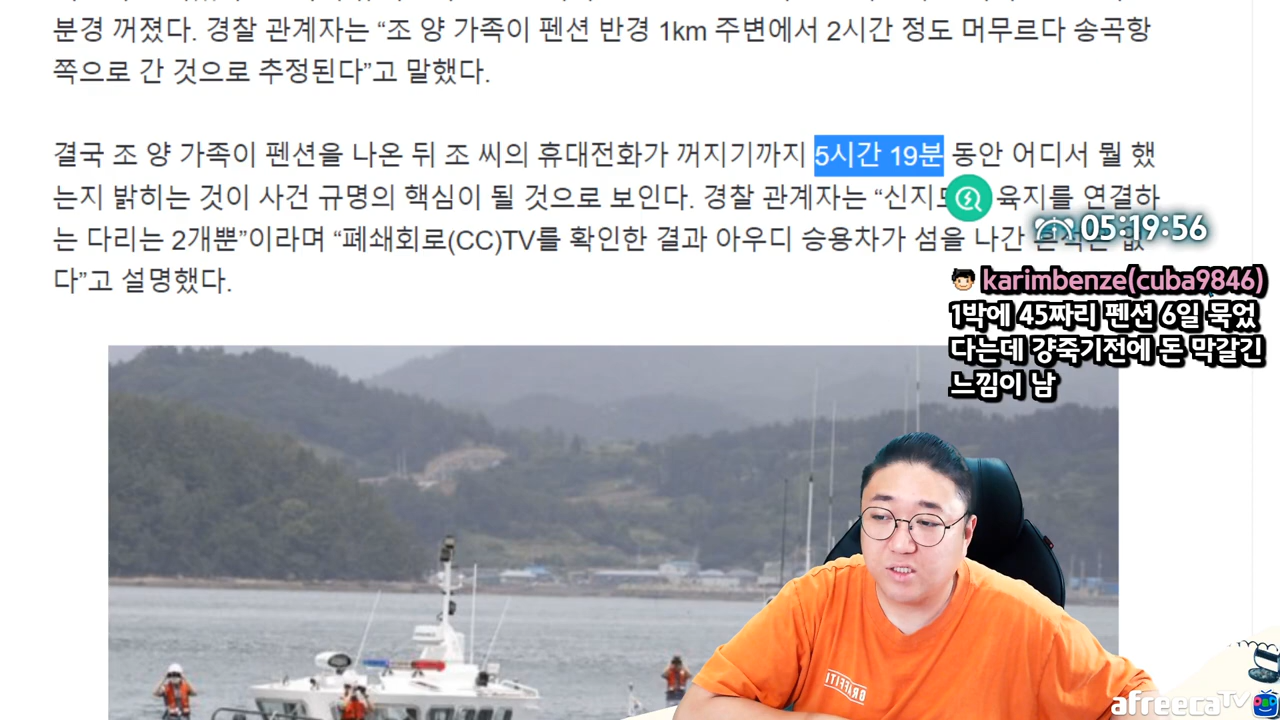 분경 꺼졌다. 경찰 관계자는 “조 양 가족이 펜션 반경 1km 주변에서 2시간 정도 머무르다 송곡항
쪽으로 간 것으로 추정된다”고 말했다.
결국 조 양 가족이 펜션을 나온 뒤 조 씨의 휴대전화가 꺼지기까지 5시간 19분 동안 어디서 뭘 했
는지 밝히는 것이 사건 규명의 핵심이 될 것으로 보인다. 경찰 관계자는 “신지도 육지를 연결하
는 다리는 2개뿐”이라며 “폐쇄회로(CC)TV를 확인한 결과 아우디 승용차가 섬을 나간 흔적은 없
다”고 설명했다.
05:19:56
karimbenze(cuba9846)
1박에 45짜리 펜션 6일 묵었
다는데 걍죽기전에 돈 막갈긴
느낌이 남
GRAFFITI
afreecaTV